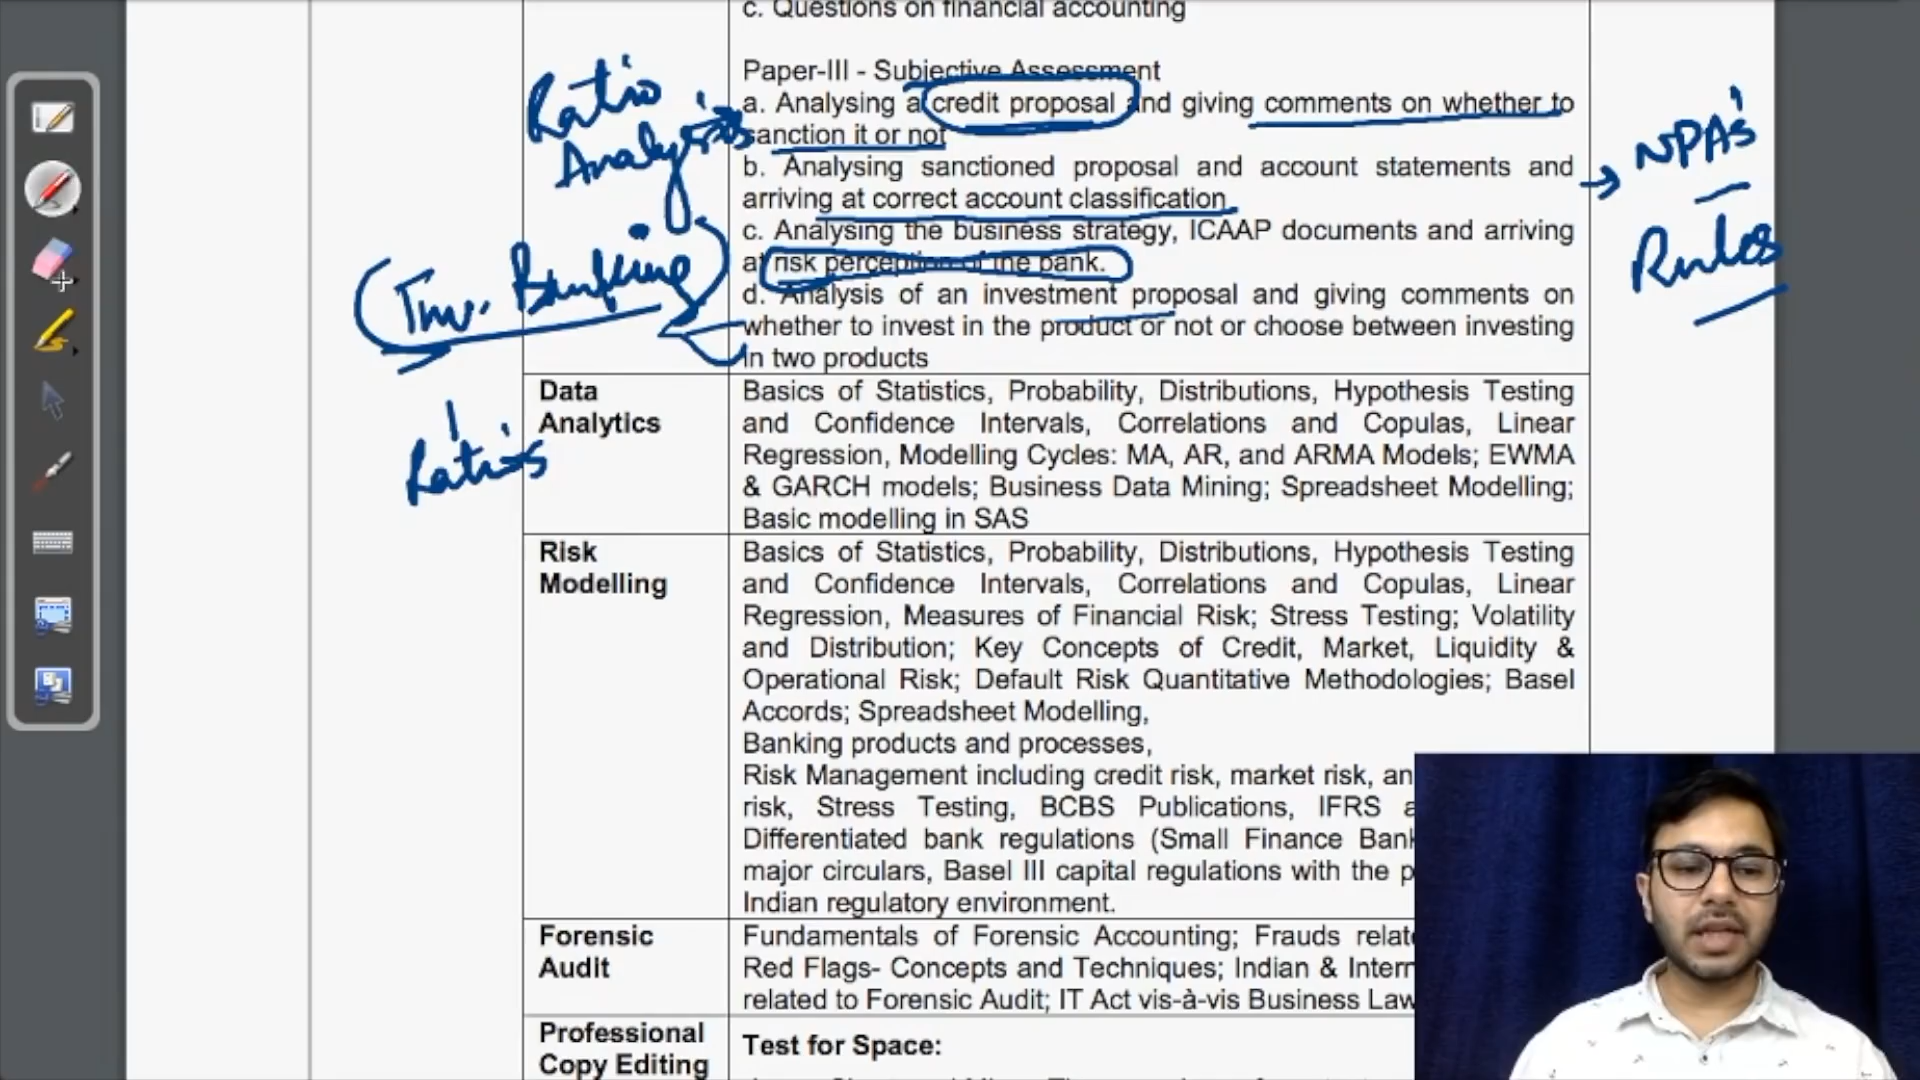 c. Questions on financial accounting
Paper-III - Subjective Assessment
a. Analysing a credit proposal and giving comments on whether to
sanction it or not
b. Analysing sanctioned proposal and account statements and
arriving at correct account classification
c. Analysing the business strategy, ICAAP documents and arriving
at risk perception of the bank.
d. Analysis of an investment proposal and giving comments on
whether to invest in the product or not or choose between investing
in two products
Ratio
Analysis
(Inv. Banking)
Ratios
NPA's
Rules
Data
Analytics
Basics of Statistics, Probability, Distributions, Hypothesis Testing
and Confidence Intervals, Correlations and Copulas, Linear
Regression, Modelling Cycles: MA, AR, and ARMA Models; EWMA
& GARCH models; Business Data Mining; Spreadsheet Modelling;
Basic modelling in SAS
Risk
Modelling
Basics of Statistics, Probability, Distributions, Hypothesis Testing
and Confidence Intervals, Correlations and Copulas, Linear
Regression, Measures of Financial Risk; Stress Testing; Volatility
and Distribution; Key Concepts of Credit, Market, Liquidity &
Operational Risk; Default Risk Quantitative Methodologies; Basel
Accords; Spreadsheet Modelling,
Banking products and processes,
Risk Management including credit risk, market risk, an
risk, Stress Testing, BCBS Publications, IFRS a
Differentiated bank regulations (Small Finance Bank
major circulars, Basel III capital regulations with the p
Indian regulatory environment.
Forensic
Audit
Fundamentals of Forensic Accounting; Frauds relat
Red Flags- Concepts and Techniques; Indian & Intern
related to Forensic Audit; IT Act vis-à-vis Business Law
Professional
Copy Editing
Test for Space: